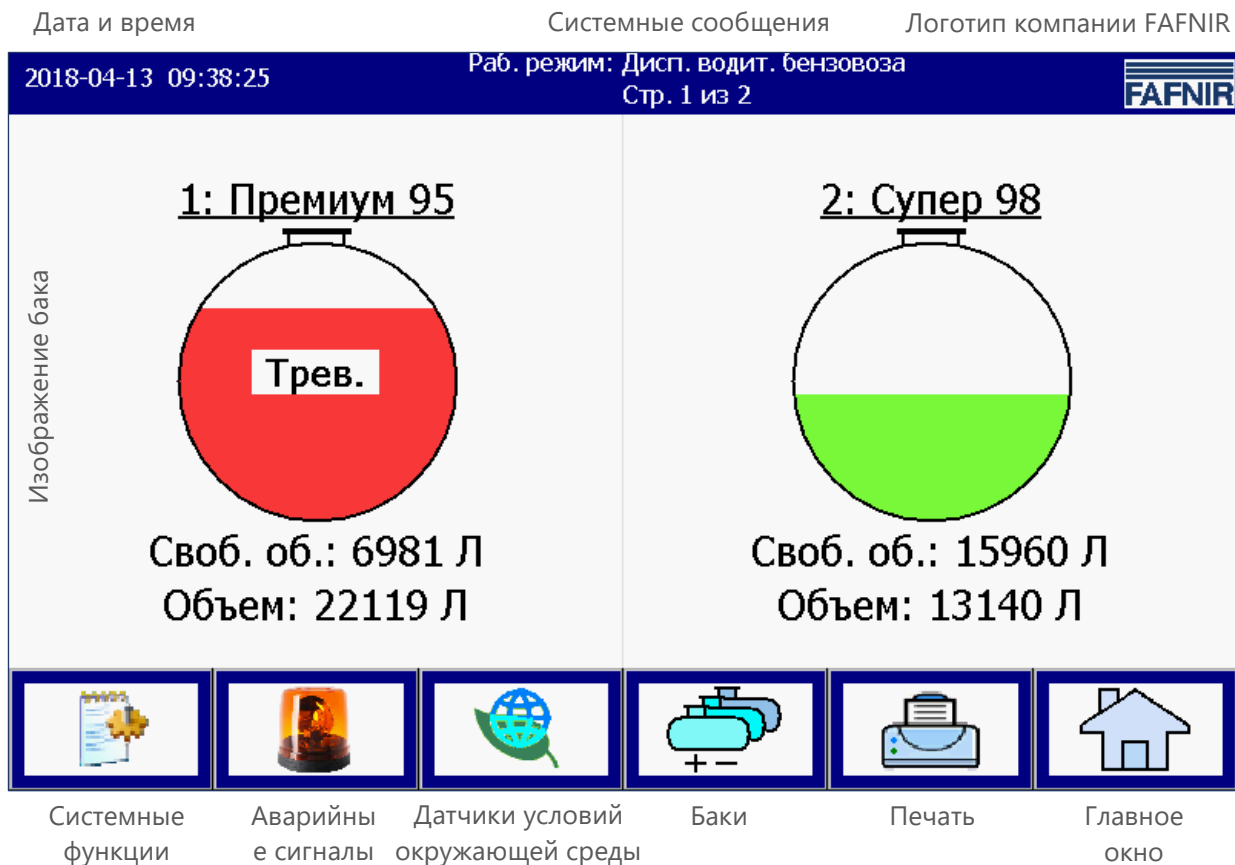 Дата и время
Системные сообщения
Логотип компании FAFNIR
2018-04-13 09:38:25
Раб. режим: Дисп. водит. бензовоза
Стр. 1 из 2
FAFNIR
Изображение бака
1: Премиум 95
2: Супер 98
Трев.
Своб. об.: 6981 Л
Объем: 22119 Л
Своб. об.: 15960 Л
Объем: 13140 Л
Системные
функции
Аварийны
е сигналы
Датчики условий
окружающей среды
Баки
Печать
Главное
окно